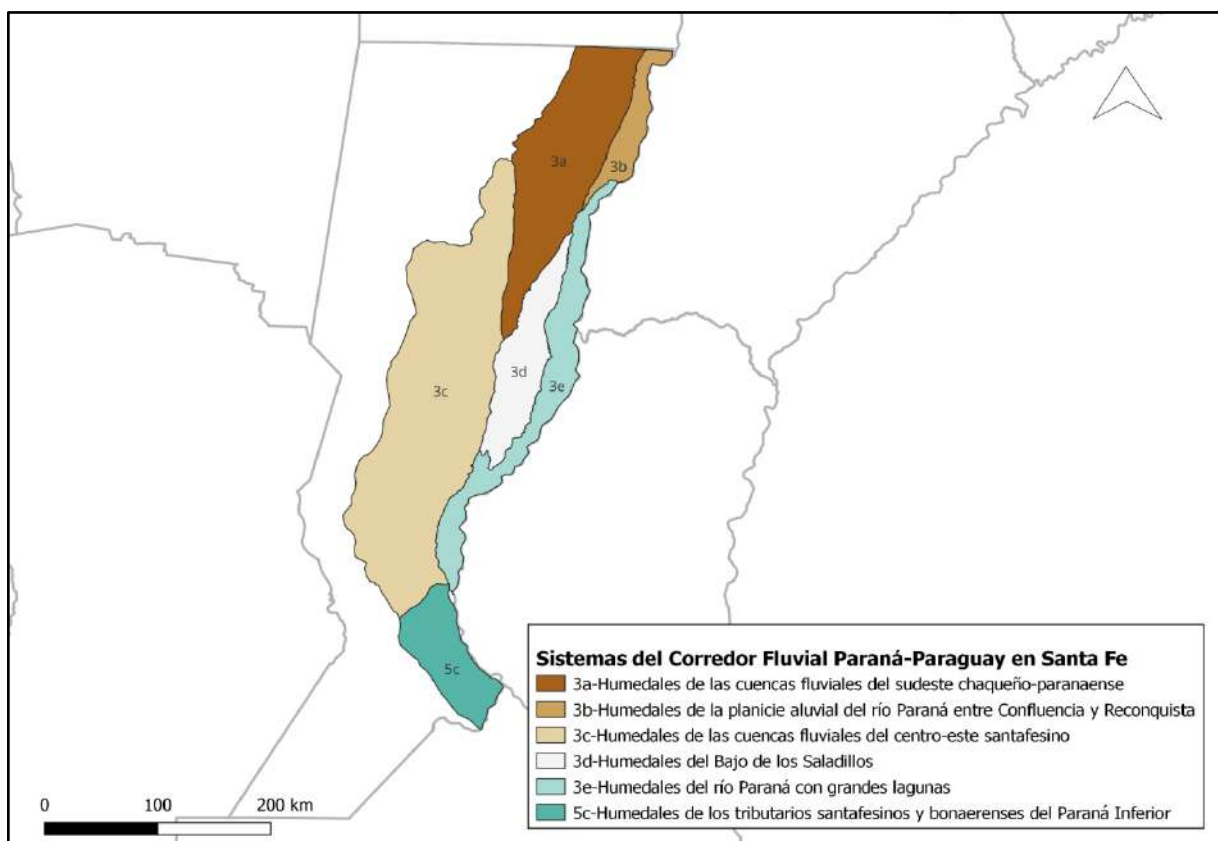 3a
3b
3c
3d
3e
5c
Sistemas del Corredor Fluvial Paraná-Paraguay en Santa Fe
3a-Humedales de las cuencas fluviales del sudeste chaqueño-paranaense
3b-Humedales de la planicie aluvial del río Paraná entre Confluencia y Reconquista
3c-Humedales de las cuencas fluviales del centro-este santafesino
3d-Humedales del Bajo de los Saladillos
3e-Humedales del río Paraná con grandes lagunas
5c-Humedales de los tributarios santafesinos y bonaerenses del Paraná Inferior
0 100 200 km